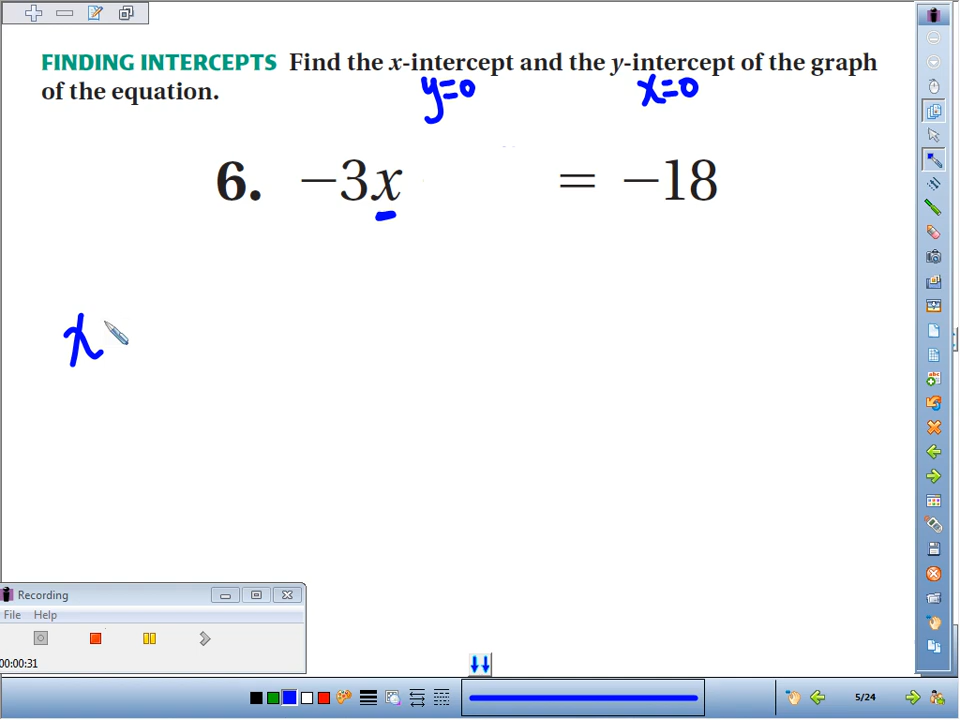 FINDING INTERCEPTS Find the x-intercept and the y-intercept of the graph
of the equation.
y=0 x=0
6. −3x = −18
x
Recording
File Help
00:00:31
5/24
abc